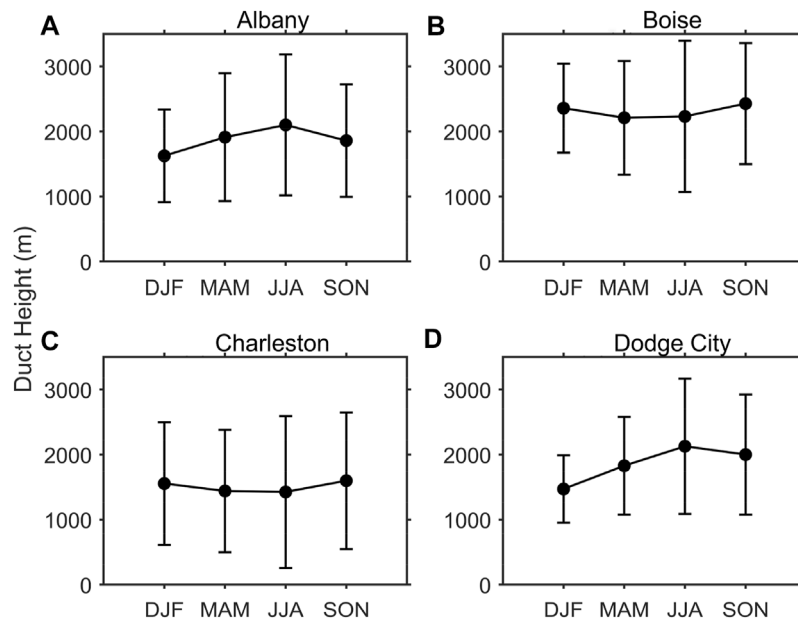 A
Albany
3000
2000
1000
0
DJF MAM JJA SON
B
Boise
3000
2000
1000
0
DJF MAM JJA SON
Duct Height (m)
C
Charleston
3000
2000
1000
0
DJF MAM JJA SON
D
Dodge City
3000
2000
1000
0
DJF MAM JJA SON